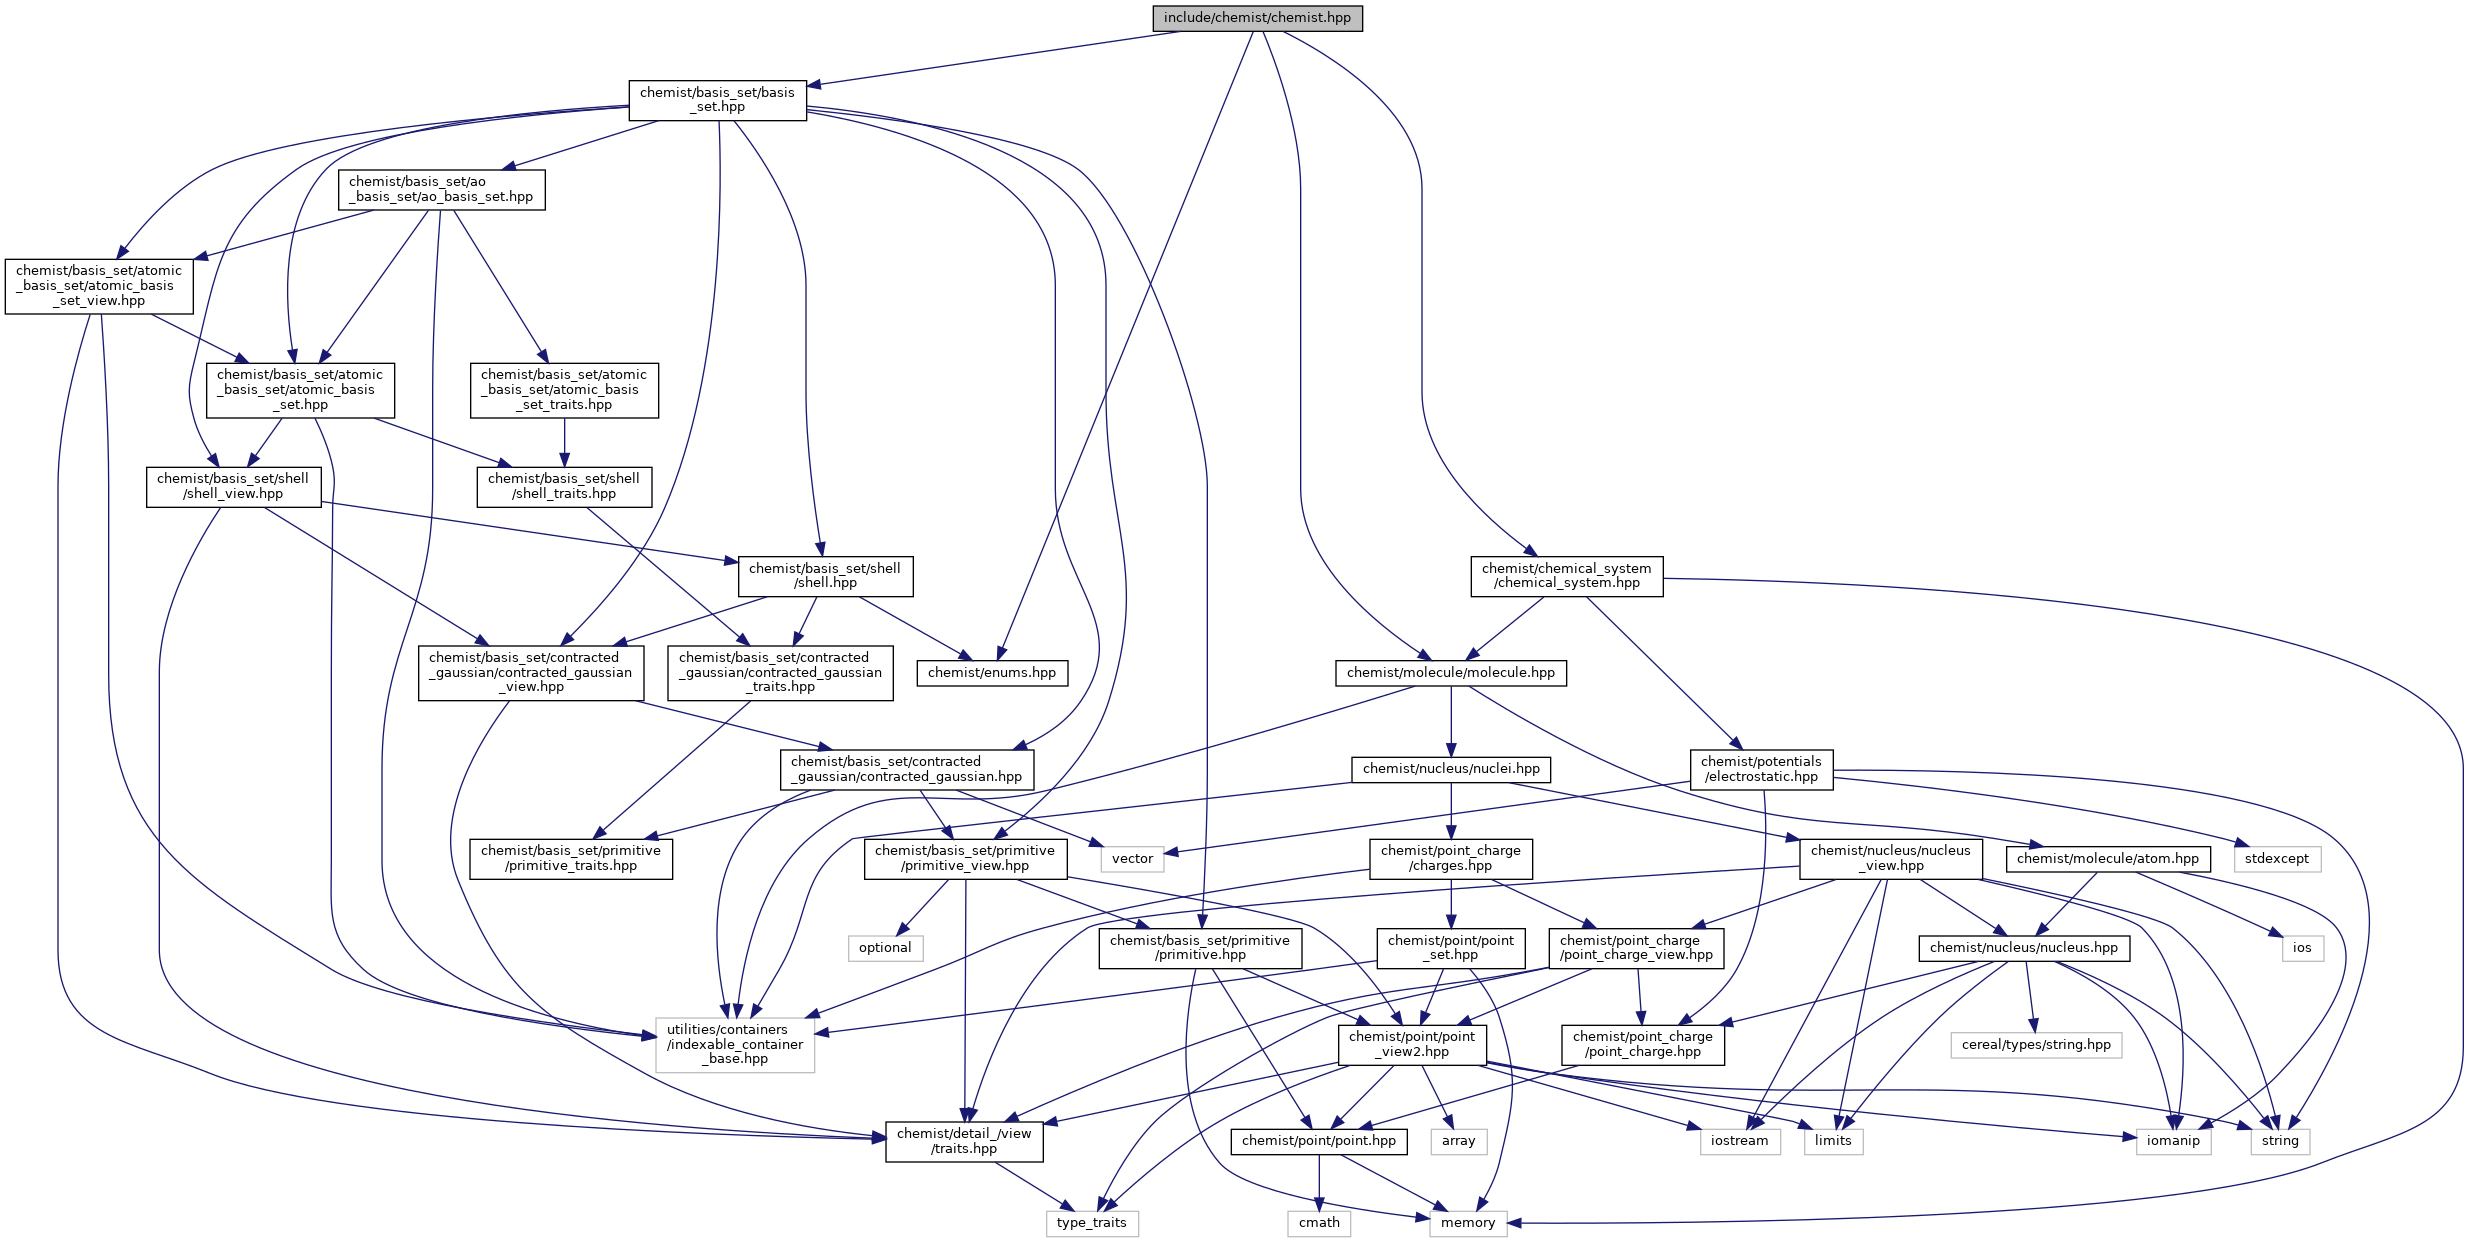 include/chemist/chemist.hpp
chemist/basis_set/basis
_set.hpp
chemist/basis_set/ao
_basis_set/ao_basis_set.hpp
chemist/basis_set/atomic
_basis_set/atomic_basis
_set_view.hpp
chemist/basis_set/atomic
_basis_set/atomic_basis
_set.hpp
chemist/basis_set/atomic
_basis_set/atomic_basis
_set_traits.hpp
chemist/basis_set/shell
/shell_view.hpp
chemist/basis_set/shell
/shell_traits.hpp
chemist/basis_set/shell
/shell.hpp
chemist/chemical_system
/chemical_system.hpp
chemist/basis_set/contracted
_gaussian/contracted_gaussian
_view.hpp
chemist/basis_set/contracted
_gaussian/contracted_gaussian
_traits.hpp
chemist/enums.hpp
chemist/molecule/molecule.hpp
chemist/basis_set/contracted
_gaussian/contracted_gaussian.hpp
chemist/nucleus/nuclei.hpp
chemist/potentials
/electrostatic.hpp
chemist/basis_set/primitive
/primitive_traits.hpp
chemist/basis_set/primitive
/primitive_view.hpp
vector
chemist/point_charge
/charges.hpp
chemist/nucleus/nucleus
_view.hpp
chemist/molecule/atom.hpp
stdexcept
optional
chemist/basis_set/primitive
/primitive.hpp
chemist/point/point
_set.hpp
chemist/point_charge
/point_charge_view.hpp
chemist/nucleus/nucleus.hpp
ios
utilities/containers
/indexable_container
_base.hpp
chemist/point/point
_view2.hpp
chemist/point_charge
/point_charge.hpp
cereal/types/string.hpp
chemist/detail_/view
/traits.hpp
chemist/point/point.hpp
array
iostream
limits
iomanip
string
type_traits
cmath
memory